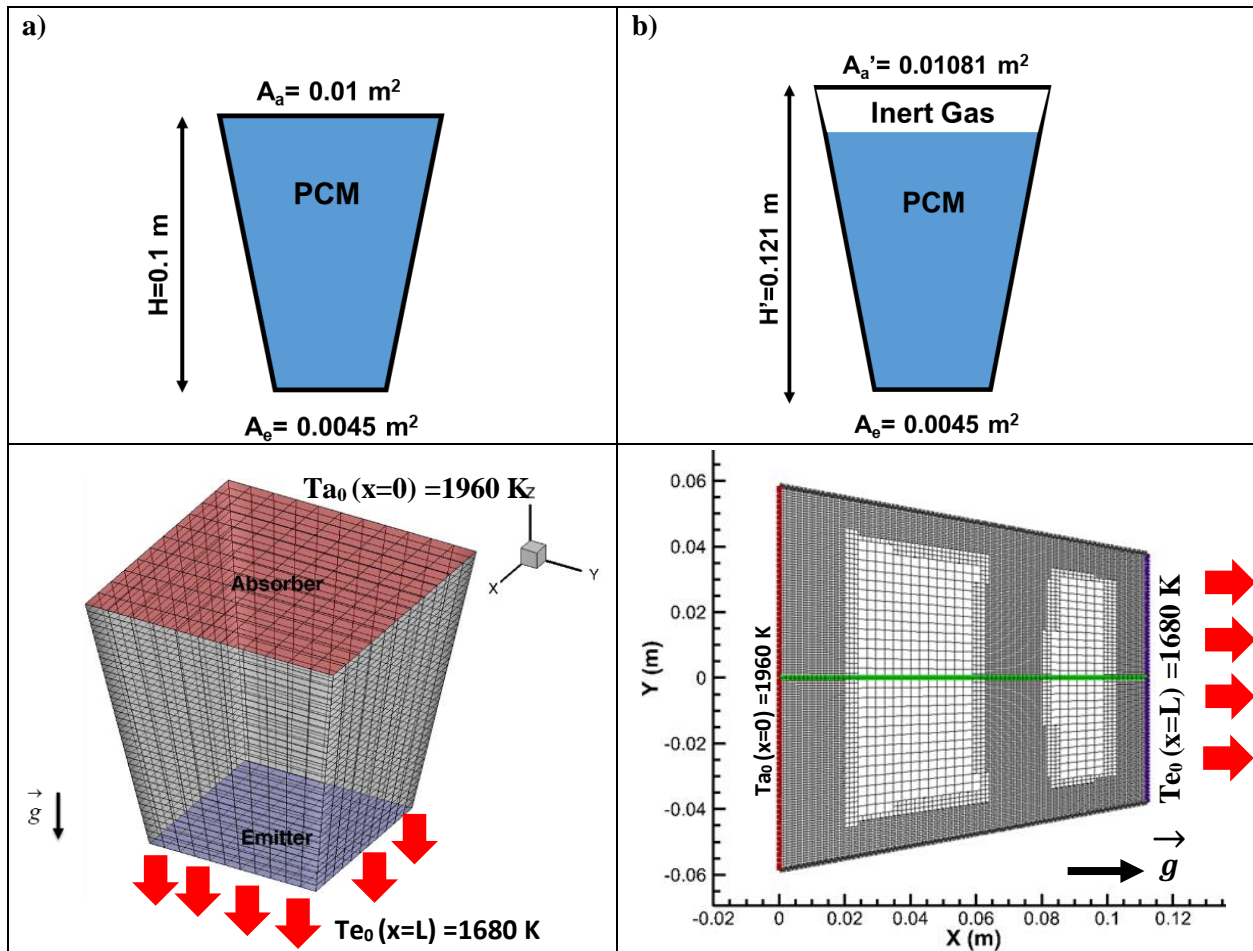 a)
Aₐ= 0.01 m²
H=0.1 m
PCM
Aₑ= 0.0045 m²
b)
Aₐ’= 0.01081 m²
Inert Gas
H’=0.121 m
PCM
Aₑ= 0.0045 m²
Ta₀ (x=0) =1960 K
Z
X
Y
Absorber
g
Emitter
Te₀ (x=L) =1680 K
Y (m)
0.06
0.04
0.02
0
-0.02
-0.04
-0.06
Ta₀ (x=0) =1960 K
Te₀ (x=L) =1680 K
g
-0.02
0
0.02
0.04
0.06
0.08
0.1
0.12
X (m)